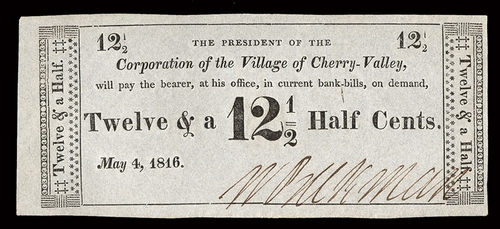 12½ THE PRESIDENT OF THE 12½
Corporation of the Village of Cherry-Valley,
will pay the bearer, at his office, in current bank-bills, on demand,
Twelve & a 12½ Half Cents.
May 4, 1816.
Twelve & a Half.
Twelve & a Half.